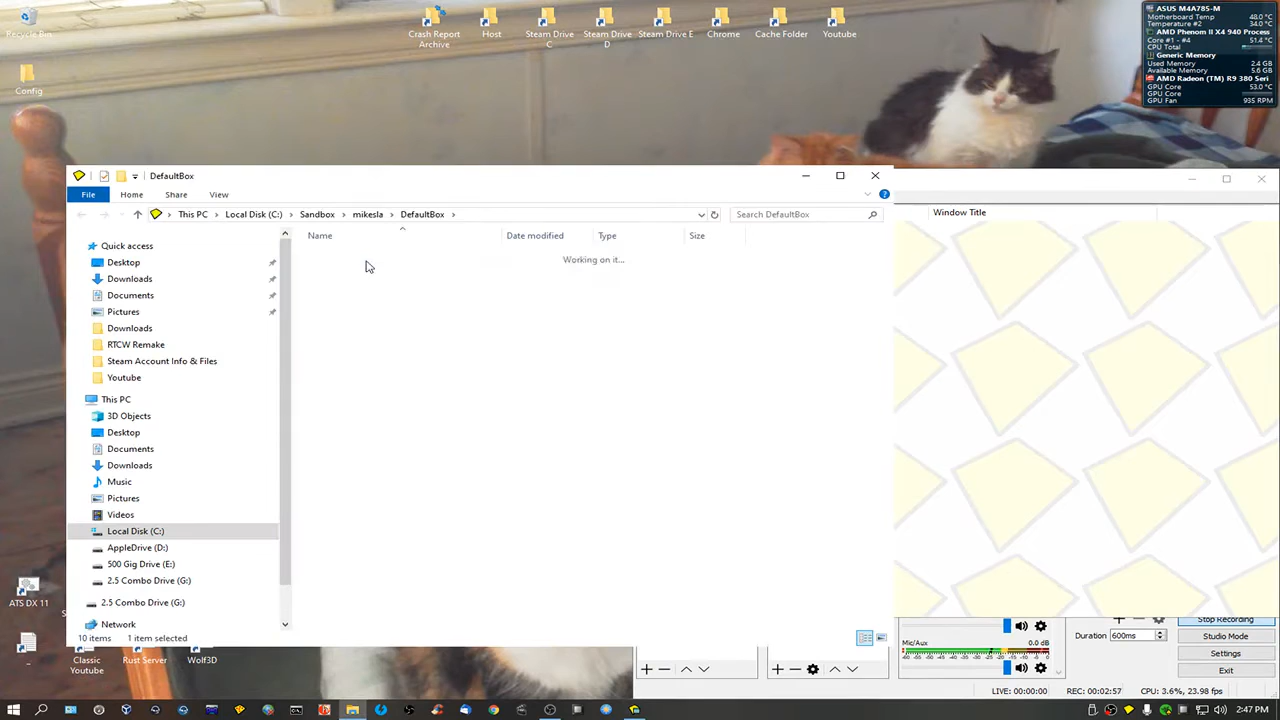 Recycle Bin
Crash Report
Archive
Host
Steam Drive
C
Steam Drive
D
Steam Drive E
Chrome
Cache Folder
Youtube
Config
ASUS M4A785-M
Motherboard Temp 48.0 °C
Temperature #2 34.0 °C
AMD Phenom II X4 940 Process
Core #1 - #4 51.4 °C
CPU Total
Generic Memory
Used Memory 2.4 GB
Available Memory 5.6 GB
AMD Radeon (TM) R9 380 Seri
GPU Core 53.0 °C
GPU Core
GPU Fan 935 RPM
DefaultBox
File Home Share View
This PC Local Disk (C:) Sandbox mikesla DefaultBox
Search DefaultBox
Window Title
Name Date modified Type Size
Working on it...
Quick access
Desktop
Downloads
Documents
Pictures
Downloads
RTCW Remake
Steam Account Info & Files
Youtube
This PC
3D Objects
Desktop
Documents
Downloads
Music
Pictures
Videos
Local Disk (C:)
AppleDrive (D:)
500 Gig Drive (E:)
2.5 Combo Drive (G:)
2.5 Combo Drive (G:)
Network
10 items 1 item selected
ATS DX 11
Classic
Youtube
Rust Server
Wolf3D
Mic/Aux 0.0 dB
Stop Recording
Duration 600ms
Studio Mode
Settings
Exit
LIVE: 00:00:00 REC: 00:02:57 CPU: 3.6%, 23.98 fps
2:47 PM